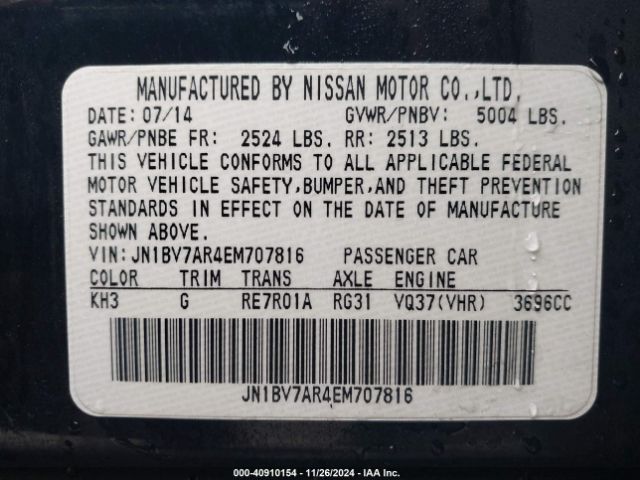 MANUFACTURED BY NISSAN MOTOR CO.,LTD.
DATE: 07/14 GVWR/PNBV: 5004 LBS.
GAWR/PNBE FR: 2524 LBS. RR: 2513 LBS.
THIS VEHICLE CONFORMS TO ALL APPLICABLE FEDERAL
MOTOR VEHICLE SAFETY,BUMPER,AND THEFT PREVENTION
STANDARDS IN EFFECT ON THE DATE OF MANUFACTURE
SHOWN ABOVE.
VIN:JN1BV7AR4EM707816 PASSENGER CAR
COLOR TRIM TRANS AXLE ENGINE
KH3 G RE7R01A RG31 VQ37(VHR) 3696CC
JN1BV7AR4EM707816
000-40910154 - 11/26/2024 - IAA Inc.